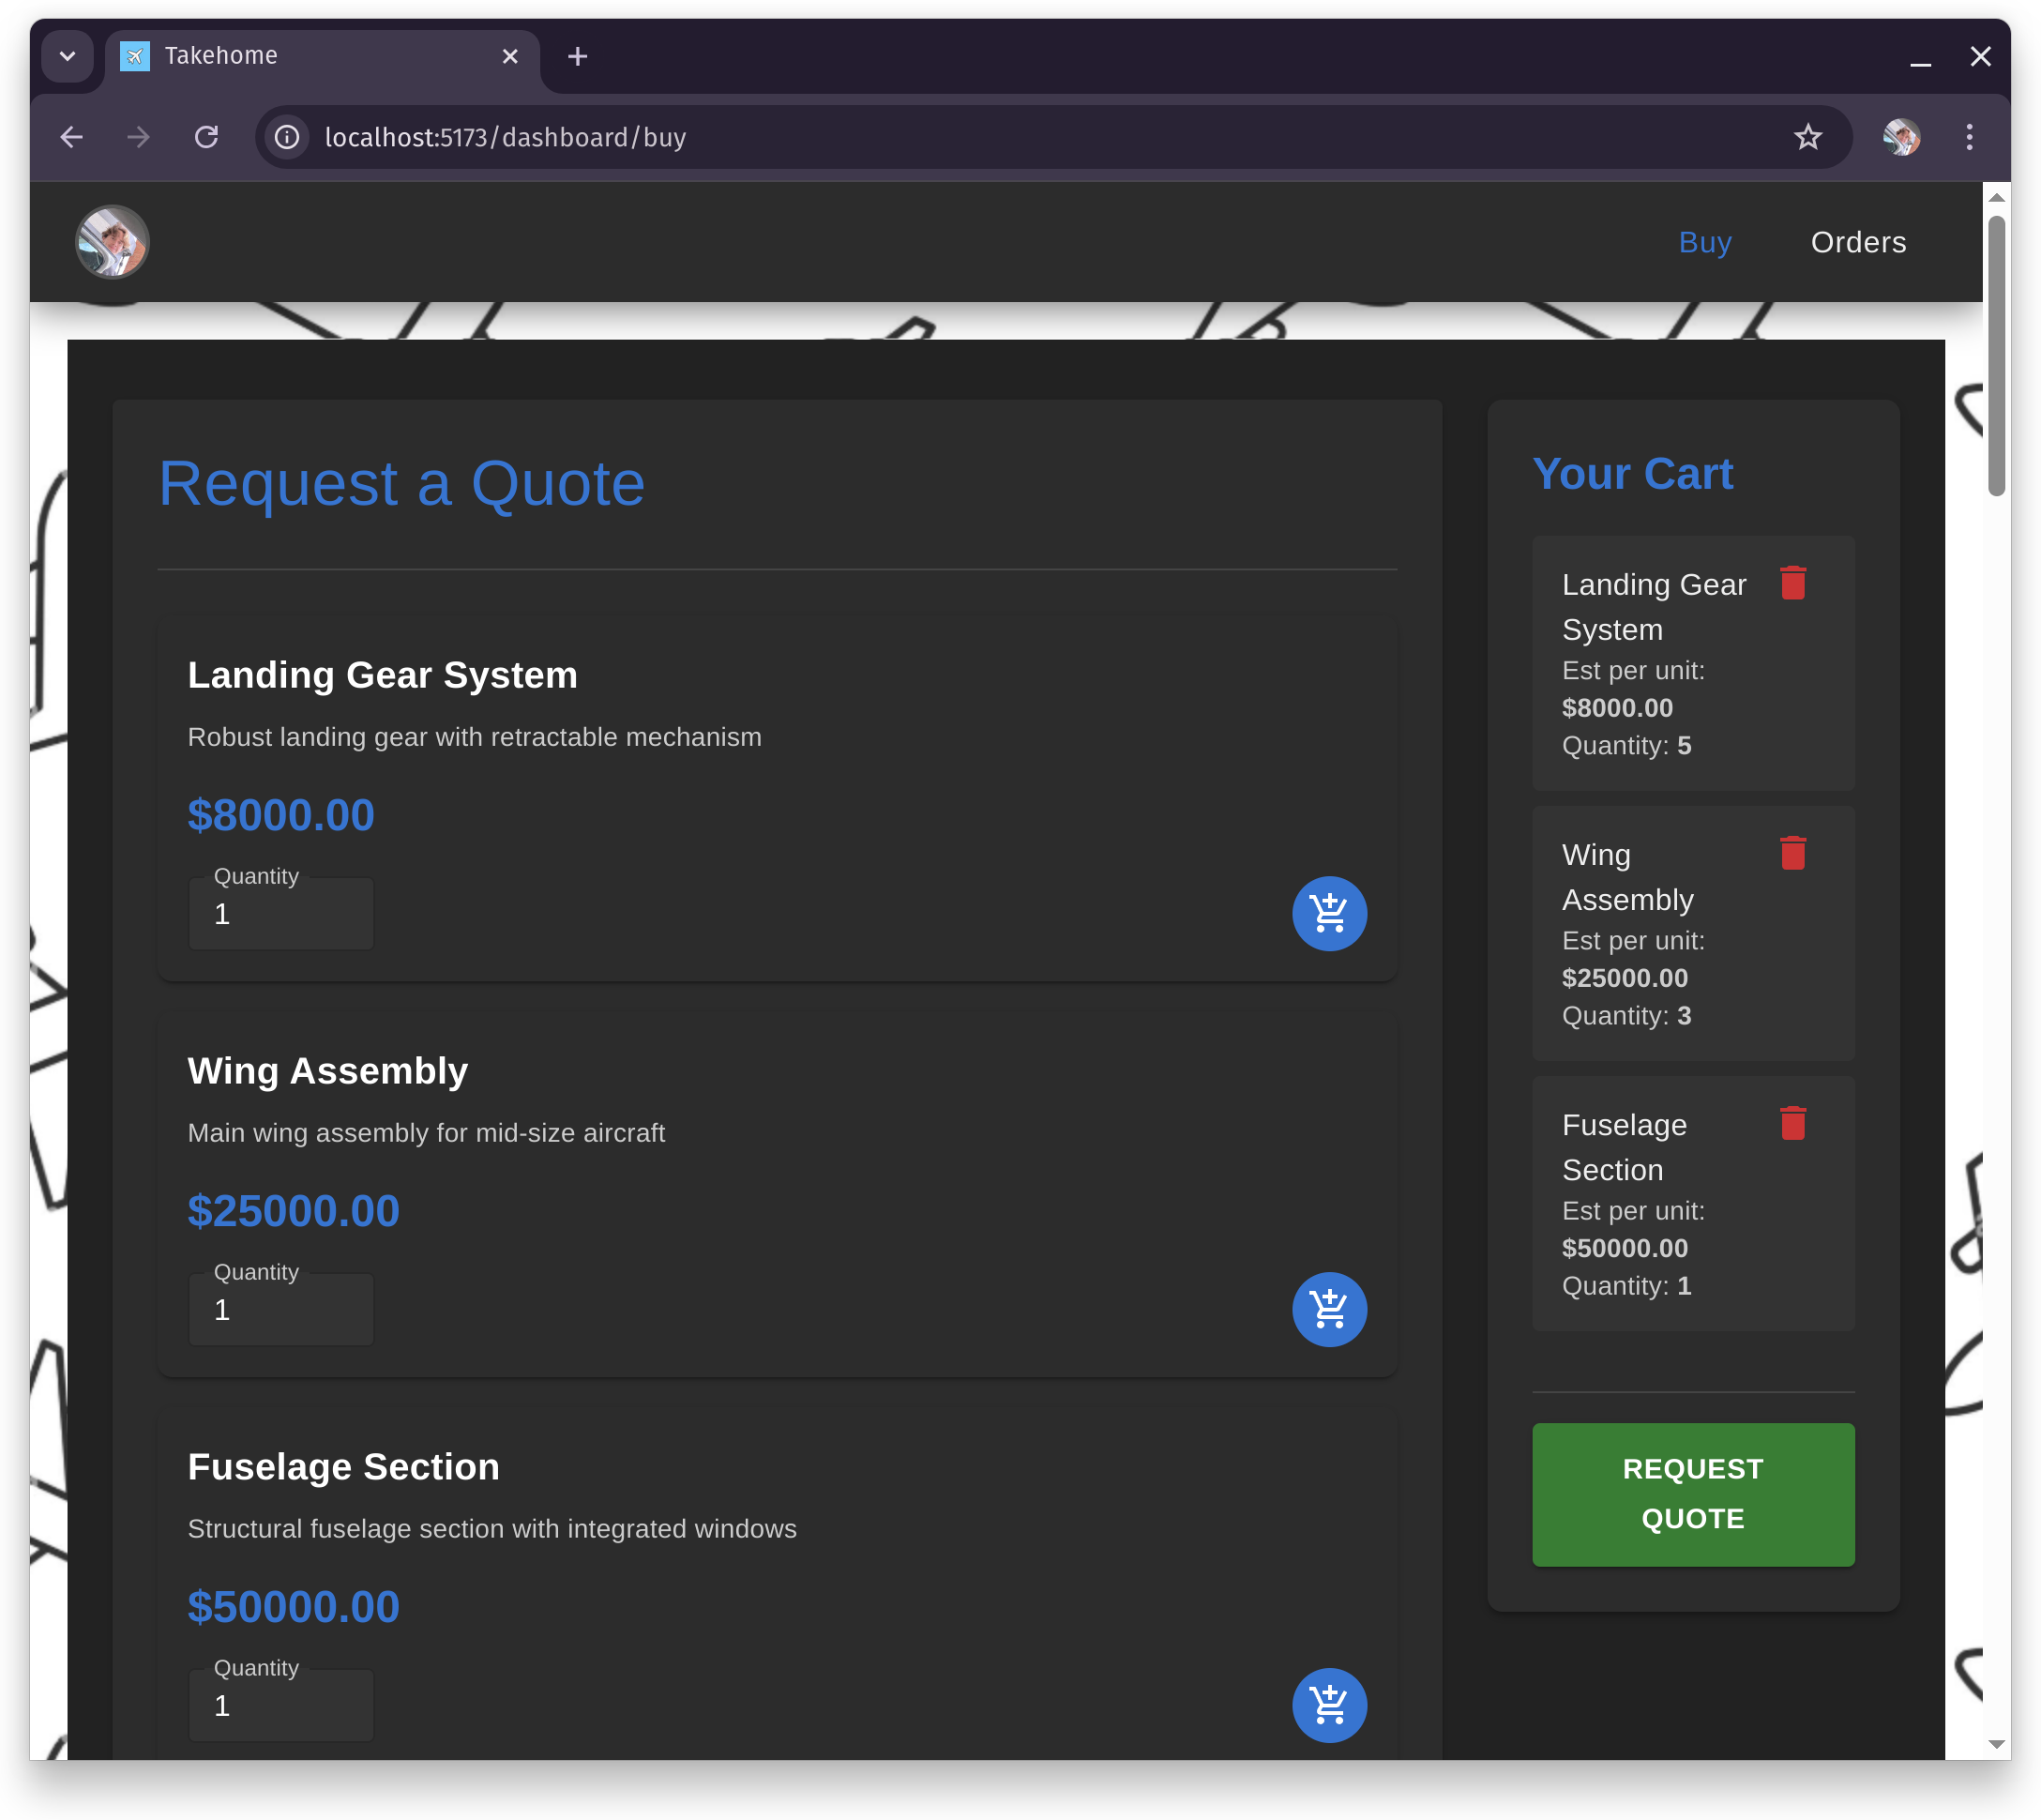 Takehome
localhost:5173/dashboard/buy
Buy
Orders
Request a Quote
Landing Gear System
Robust landing gear with retractable mechanism
$8000.00
Quantity
1
Wing Assembly
Main wing assembly for mid-size aircraft
$25000.00
Quantity
1
Fuselage Section
Structural fuselage section with integrated windows
$50000.00
Quantity
1
Your Cart
Landing Gear
System
Est per unit:
$8000.00
Quantity: 5
Wing
Assembly
Est per unit:
$25000.00
Quantity: 3
Fuselage
Section
Est per unit:
$50000.00
Quantity: 1
REQUEST
QUOTE